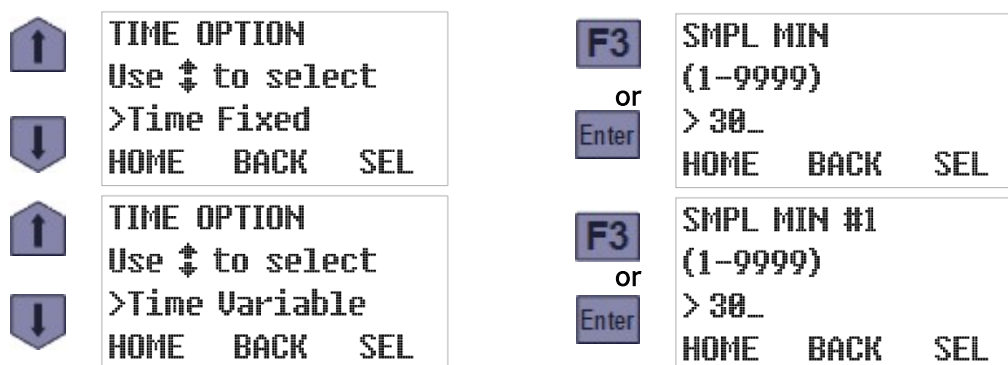 TIME OPTION
Use ↕ to select
>Time Fixed
HOME BACK SEL
F3
or
Enter
SMPL MIN
(1-9999)
> 30_
HOME BACK SEL
TIME OPTION
Use ↕ to select
>Time Variable
HOME BACK SEL
F3
or
Enter
SMPL MIN #1
(1-9999)
> 30_
HOME BACK SEL